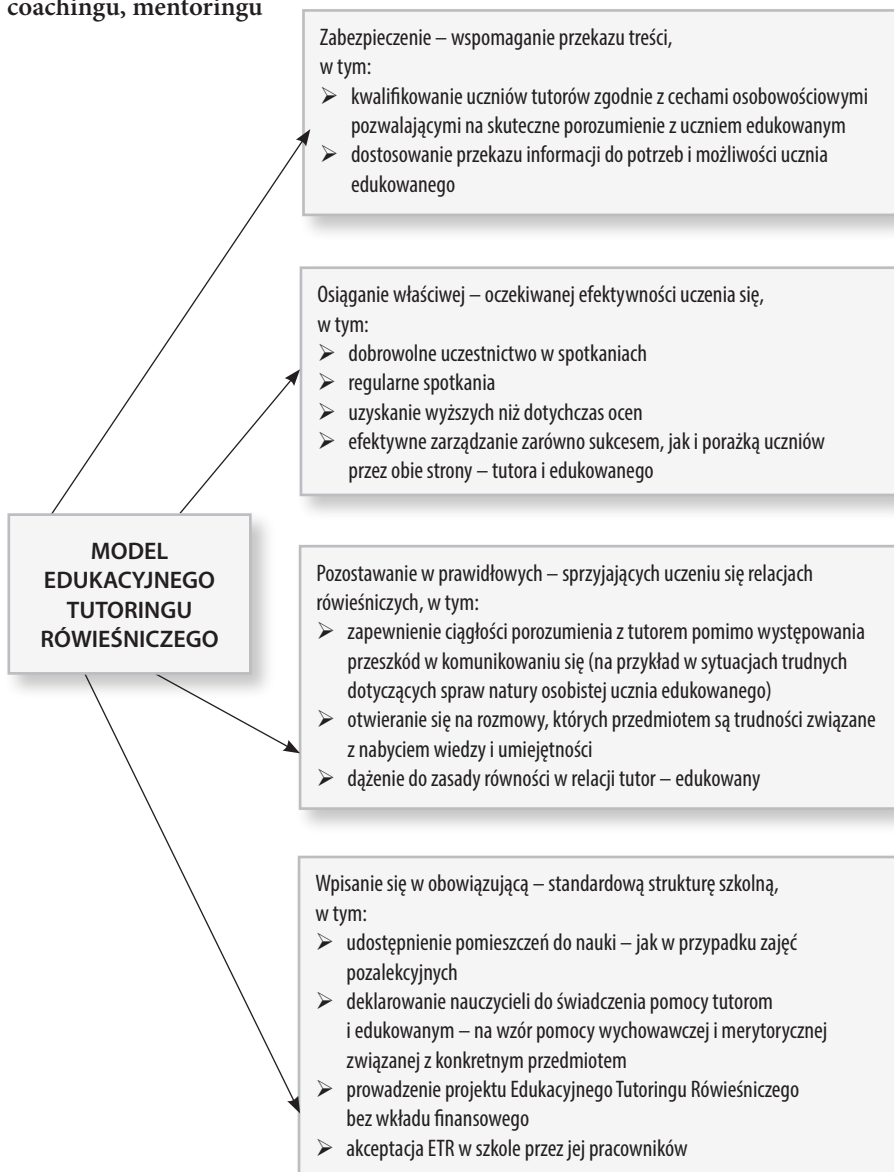 coachingu, mentoringu
Zabezpieczenie – wspomaganie przekazu treści,
w tym:
➢ kwalifikowanie uczniów tutorów zgodnie z cechami osobowościowymi
pozwalającymi na skuteczne porozumienie z uczniem edukowanym
➢ dostosowanie przekazu informacji do potrzeb i możliwości ucznia
edukowanego
Osiąganie właściwej – oczekiwanej efektywności uczenia się,
w tym:
➢ dobrowolne uczestnictwo w spotkaniach
➢ regularne spotkania
➢ uzyskanie wyższych niż dotychczas ocen
➢ efektywne zarządzanie zarówno sukcesem, jak i porażką uczniów
przez obie strony – tutora i edukowanego
MODEL
EDUKACYJNEGO
TUTORINGU
RÓWIEŚNICZEGO
Pozostawanie w prawidłowych – sprzyjających uczeniu się relacjach
rówieśniczych, w tym:
➢ zapewnienie ciągłości porozumienia z tutorem pomimo występowania
przeszkód w komunikowaniu się (na przykład w sytuacjach trudnych
dotyczących spraw natury osobistej ucznia edukowanego)
➢ otwieranie się na rozmowy, których przedmiotem są trudności związane
z nabyciem wiedzy i umiejętności
➢ dążenie do zasady równości w relacji tutor – edukowany
Wpisanie się w obowiązującą – standardową strukturę szkolną,
w tym:
➢ udostępnienie pomieszczeń do nauki – jak w przypadku zajęć
pozalekcyjnych
➢ deklarowanie nauczycieli do świadczenia pomocy tutorom
i edukowanym – na wzór pomocy wychowawczej i merytorycznej
związanej z konkretnym przedmiotem
➢ prowadzenie projektu Edukacyjnego Tutoringu Rówieśniczego
bez wkładu finansowego
➢ akceptacja ETR w szkole przez jej pracowników